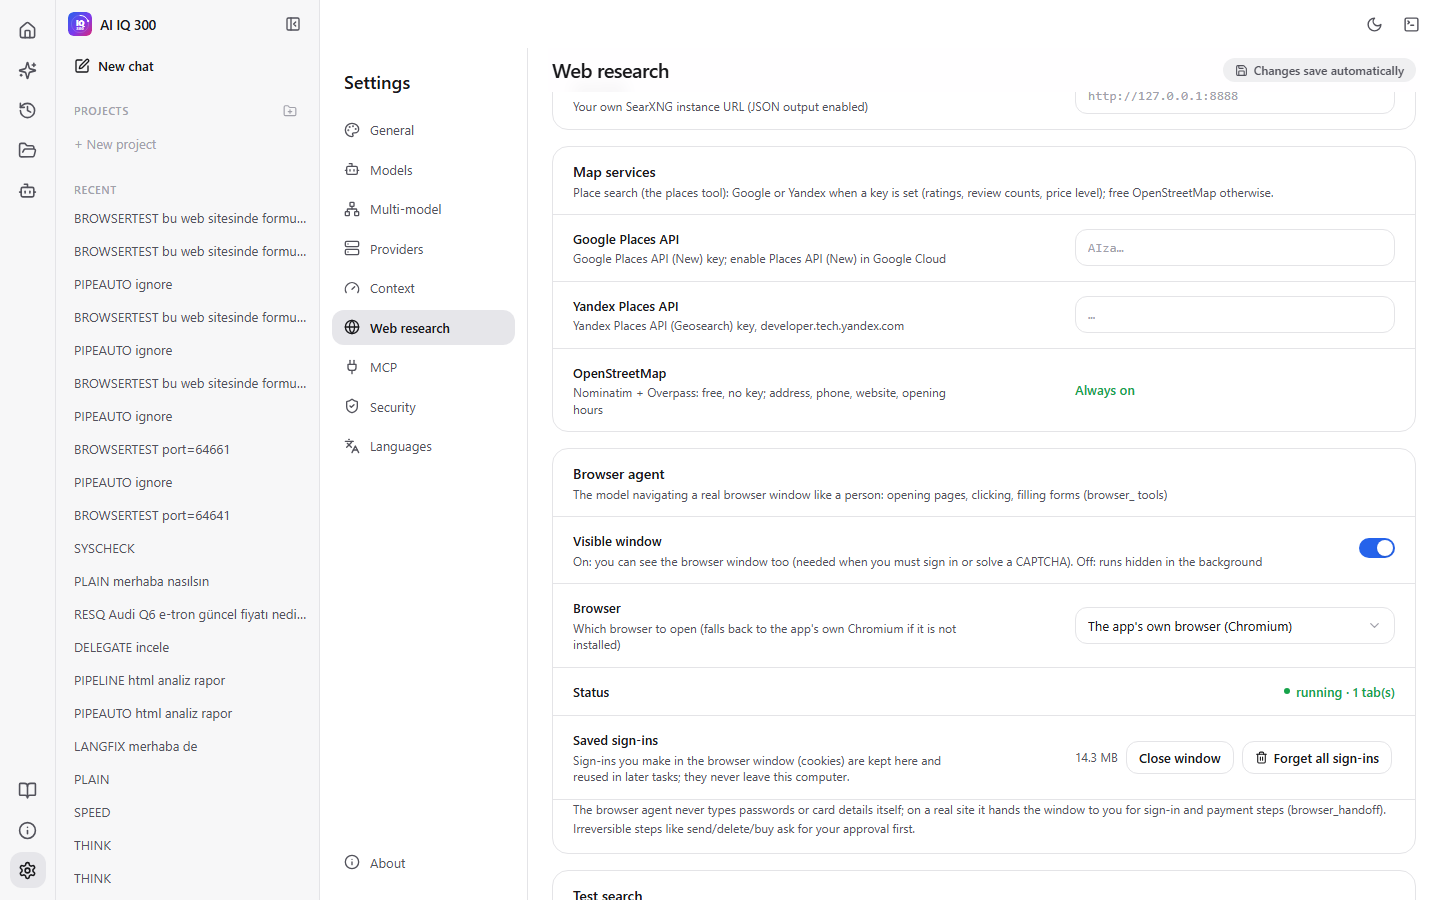 AI IQ 300
New chat
PROJECTS
+ New project
RECENT
BROWSERTEST bu web sitesinde formu...
BROWSERTEST bu web sitesinde formu...
PIPEAUTO ignore
BROWSERTEST bu web sitesinde formu...
PIPEAUTO ignore
BROWSERTEST bu web sitesinde formu...
PIPEAUTO ignore
BROWSERTEST port=64661
PIPEAUTO ignore
BROWSERTEST port=64641
SYSCHECK
PLAIN merhaba nasılsın
RESQ Audi Q6 e-tron güncel fiyatı nedi...
DELEGATE incele
PIPELINE html analiz rapor
PIPEAUTO html analiz rapor
LANGFIX merhaba de
PLAIN
SPEED
THINK
THINK
Settings
General
Models
Multi-model
Providers
Context
Web research
MCP
Security
Languages
About
Web research
Changes save automatically
Your own SearXNG instance URL (JSON output enabled)
http://127.0.0.1:8888
Map services
Place search (the places tool): Google or Yandex when a key is set (ratings, review counts, price level); free OpenStreetMap otherwise.
Google Places API
Google Places API (New) key; enable Places API (New) in Google Cloud
AIza…
Yandex Places API
Yandex Places API (Geosearch) key, developer.tech.yandex.com
…
OpenStreetMap
Nominatim + Overpass: free, no key; address, phone, website, opening
hours
Always on
Browser agent
The model navigating a real browser window like a person: opening pages, clicking, filling forms (browser_ tools)
Visible window
On: you can see the browser window too (needed when you must sign in or solve a CAPTCHA). Off: runs hidden in the background
Browser
Which browser to open (falls back to the app's own Chromium if it is not
installed)
The app's own browser (Chromium)
Status
running · 1 tab(s)
Saved sign-ins
Sign-ins you make in the browser window (cookies) are kept here and
reused in later tasks; they never leave this computer.
14.3 MB
Close window
Forget all sign-ins
The browser agent never types passwords or card details itself; on a real site it hands the window to you for sign-in and payment steps (browser_handoff).
Irreversible steps like send/delete/buy ask for your approval first.
Test search